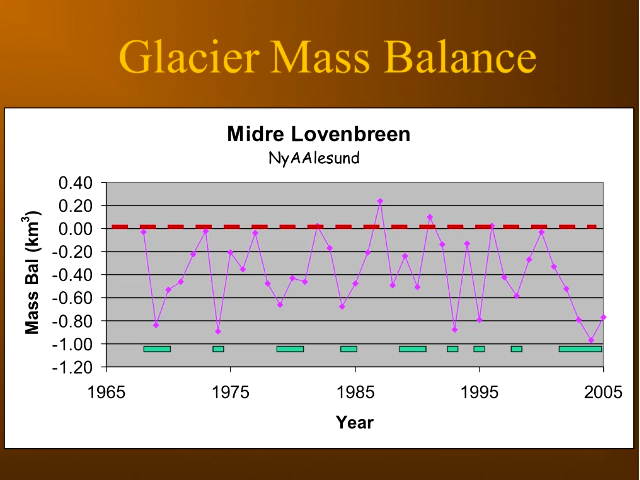 Glacier Mass Balance
Midre Lovenbreen
NyAAlesund
Mass Bal (km³)
0.40
0.20
0.00
-0.20
-0.40
-0.60
-0.80
-1.00
-1.20
1965 1975 1985 1995 2005
Year